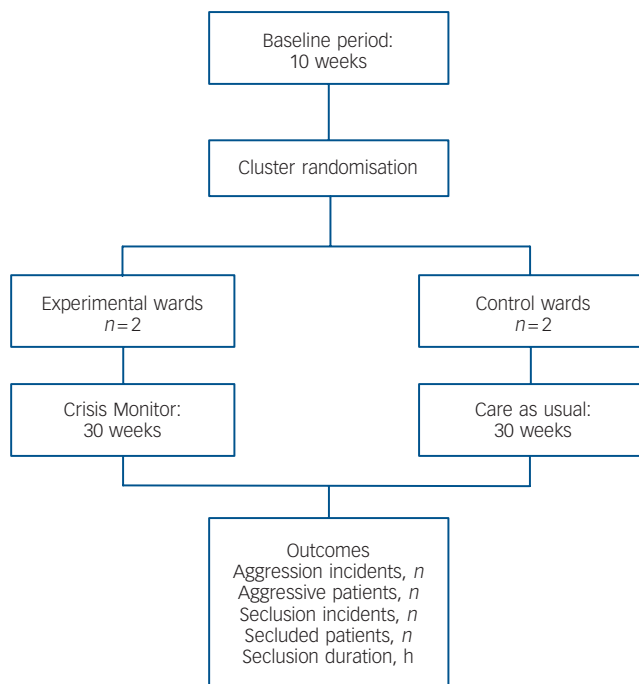 Baseline period:
10 weeks
Cluster randomisation
Experimental wards
n=2
Control wards
n=2
Crisis Monitor:
30 weeks
Care as usual:
30 weeks
Outcomes
Aggression incidents, n
Aggressive patients, n
Seclusion incidents, n
Secluded patients, n
Seclusion duration, h